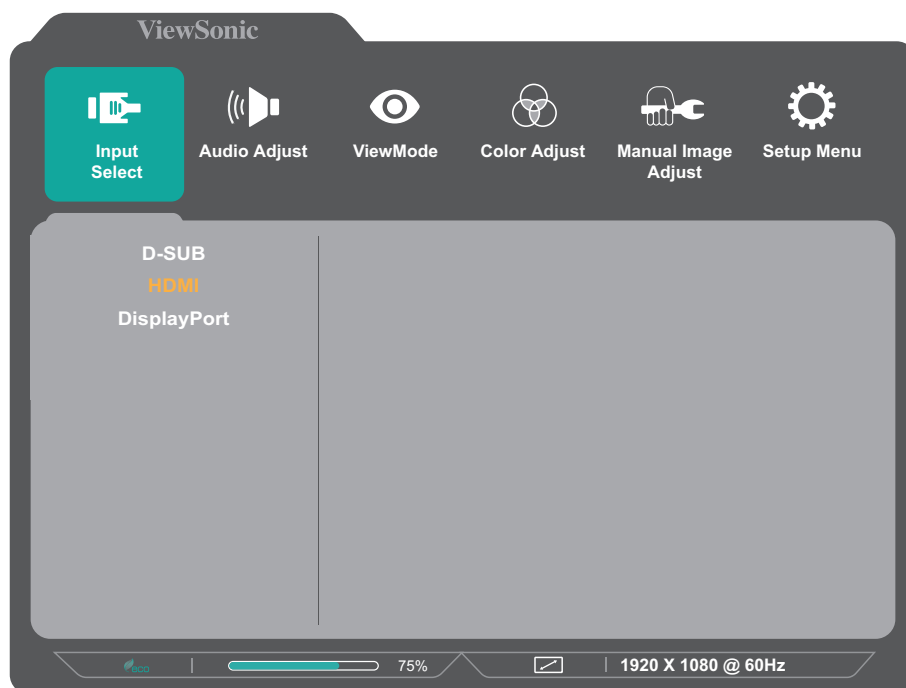 ViewSonic
Input
Select
Audio Adjust
ViewMode
Color Adjust
Manual Image
Adjust
Setup Menu
D-SUB
HDMI
DisplayPort
ECO
75%
1920 X 1080 @ 60Hz